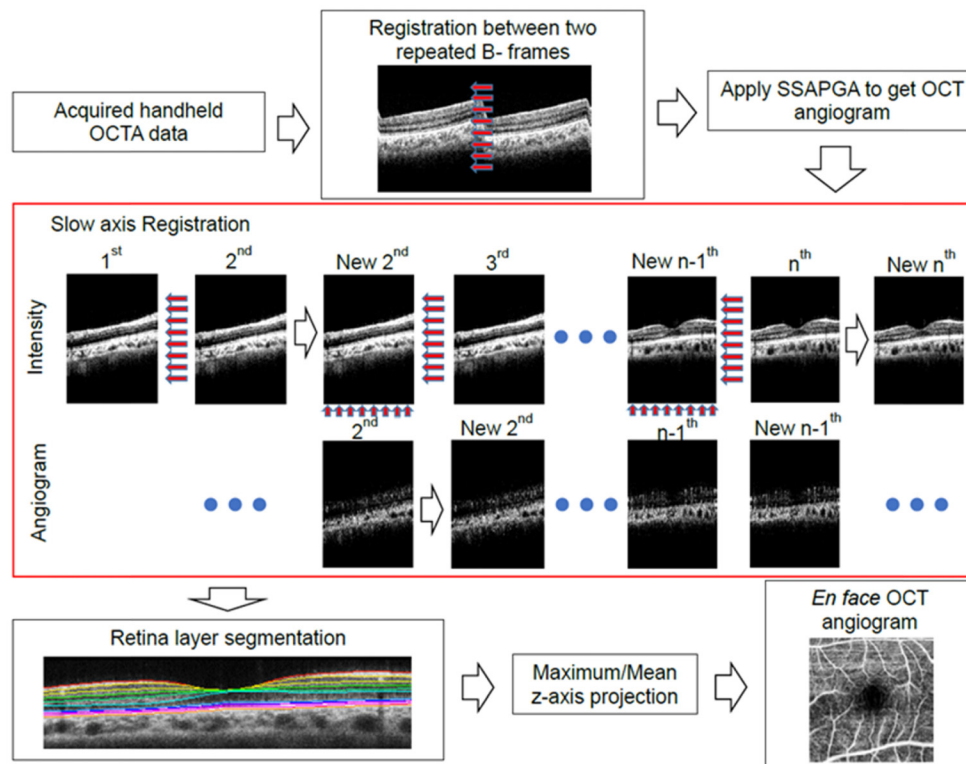 Acquired handheld
OCTA data
Registration between two
repeated B- frames
Apply SSAPGA to get OCT
angiogram
Slow axis Registration
1st 2nd New 2nd 3rd New n-1th nth New nth
Intensity
2nd New 2nd n-1th New n-1th
Angiogram
Retina layer segmentation
Maximum/Mean
z-axis projection
En face OCT
angiogram